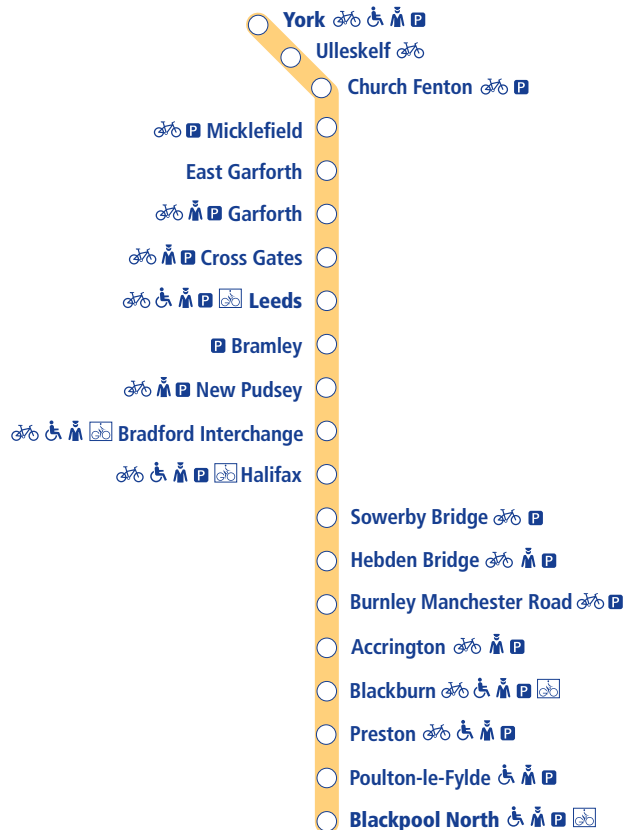 York P
Ulleskelf
Church Fenton P
P Micklefield
East Garforth
P Garforth
P Cross Gates
P Leeds
P Bramley
P New Pudsey
Bradford Interchange
P Halifax
Sowerby Bridge P
Hebden Bridge P
Burnley Manchester Road P
Accrington P
Blackburn P
Preston P
Poulton-le-Fylde P
Blackpool North P